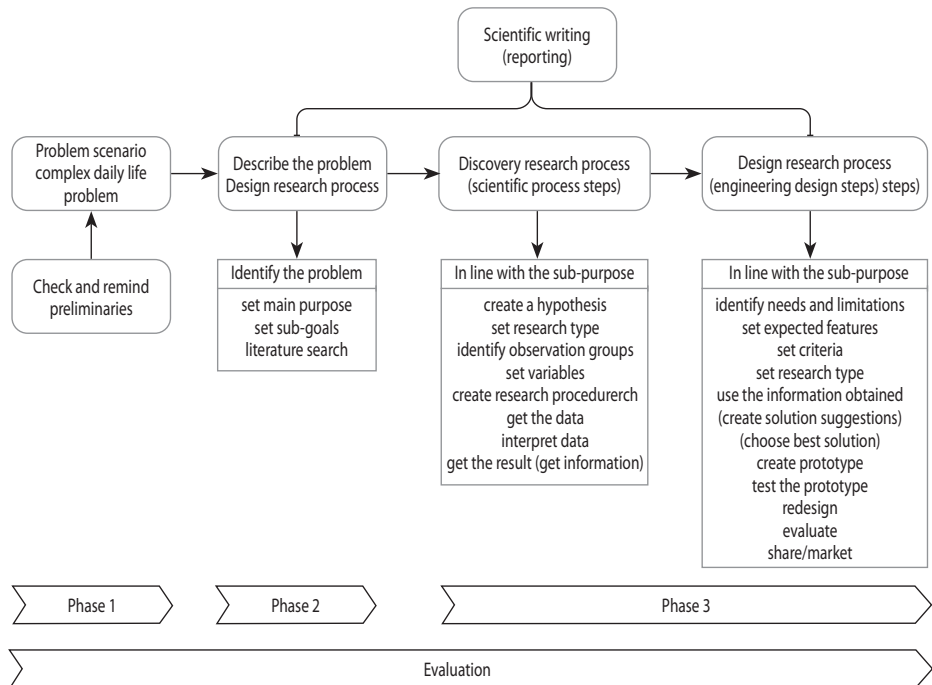 Scientific writing
(reporting)
Problem scenario
complex daily life
problem
Describe the problem
Design research process
Discovery research process
(scientific process steps)
Design research process
(engineering design steps) steps)
Check and remind
preliminaries
Identify the problem
set main purpose
set sub-goals
literature search
In line with the sub-purpose
create a hypothesis
set research type
identify observation groups
set variables
create research procedurerch
get the data
interpret data
get the result (get information)
In line with the sub-purpose
identify needs and limitations
set expected features
set criteria
set research type
use the information obtained
(create solution suggestions)
(choose best solution)
create prototype
test the prototype
redesign
evaluate
share/market
Phase 1
Phase 2
Phase 3
Evaluation